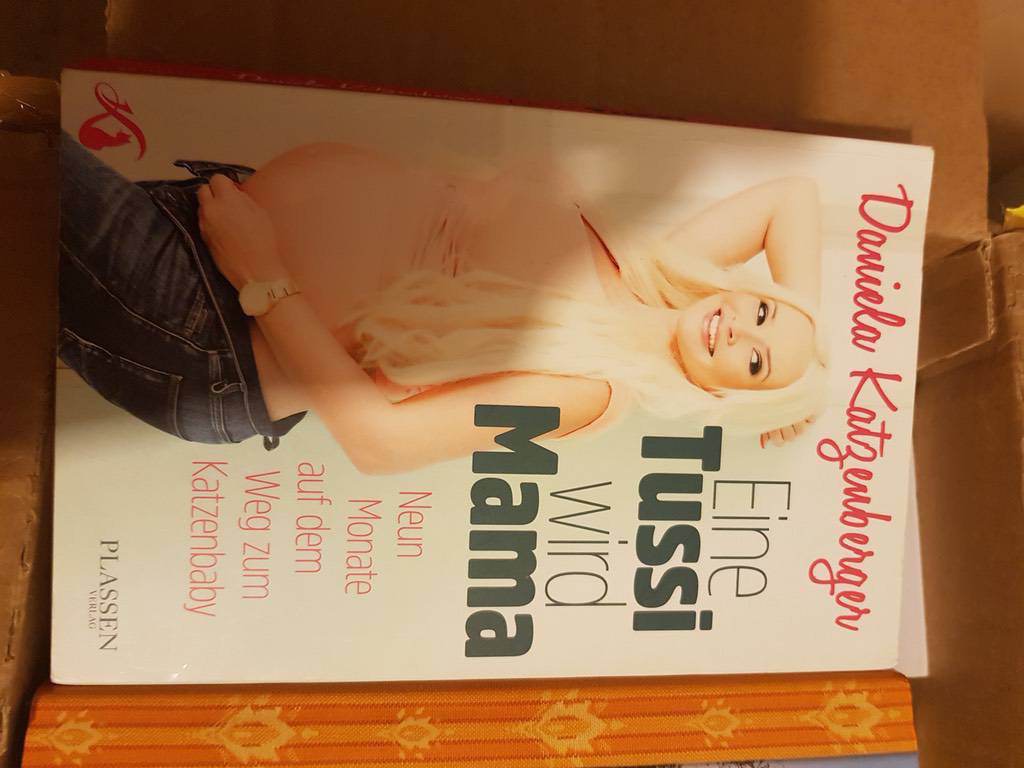 Daniela Katzenberger
Eine
Tussi
wird
Mama
Neun
Monate
auf dem
Weg zum
Katzenbaby
PLASSEN
VERLAG